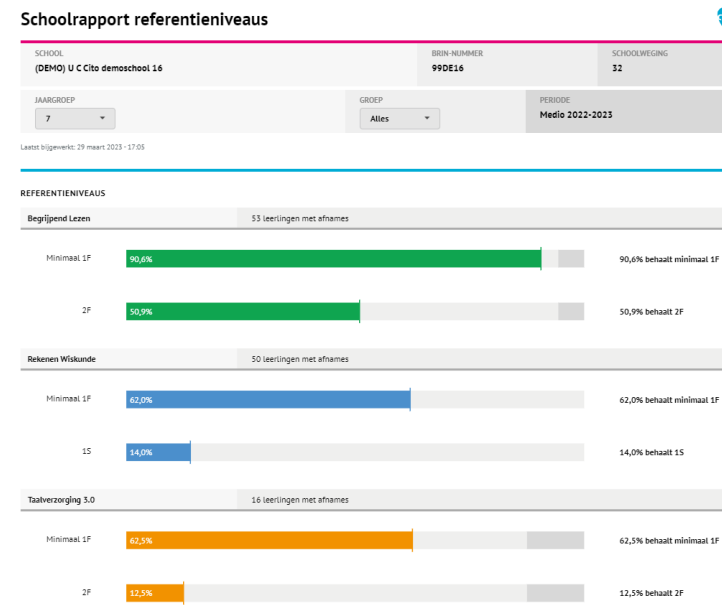 Schoolrapport referentieniveaus
SCHOOL
(DEMO) U C Cito demoschool 16
BRIN-NUMMER
99DE16
SCHOOLWEGING
32
JAARGROEP
7
GROEP
Alles
PERIODE
Medio 2022-2023
Laatst bijgewerkt: 29 maart 2023 - 17:05
REFERENTIENIVEAUS
Begrijpend Lezen 53 leerlingen met afnames
Minimaal 1F 90,6% 90,6% behaalt minimaal 1F
2F 50,9% 50,9% behaalt 2F
Rekenen Wiskunde 50 leerlingen met afnames
Minimaal 1F 62,0% 62,0% behaalt minimaal 1F
1S 14,0% 14,0% behaalt 1S
Taalverzorging 3.0 16 leerlingen met afnames
Minimaal 1F 62,5% 62,5% behaalt minimaal 1F
2F 12,5% 12,5% behaalt 2F